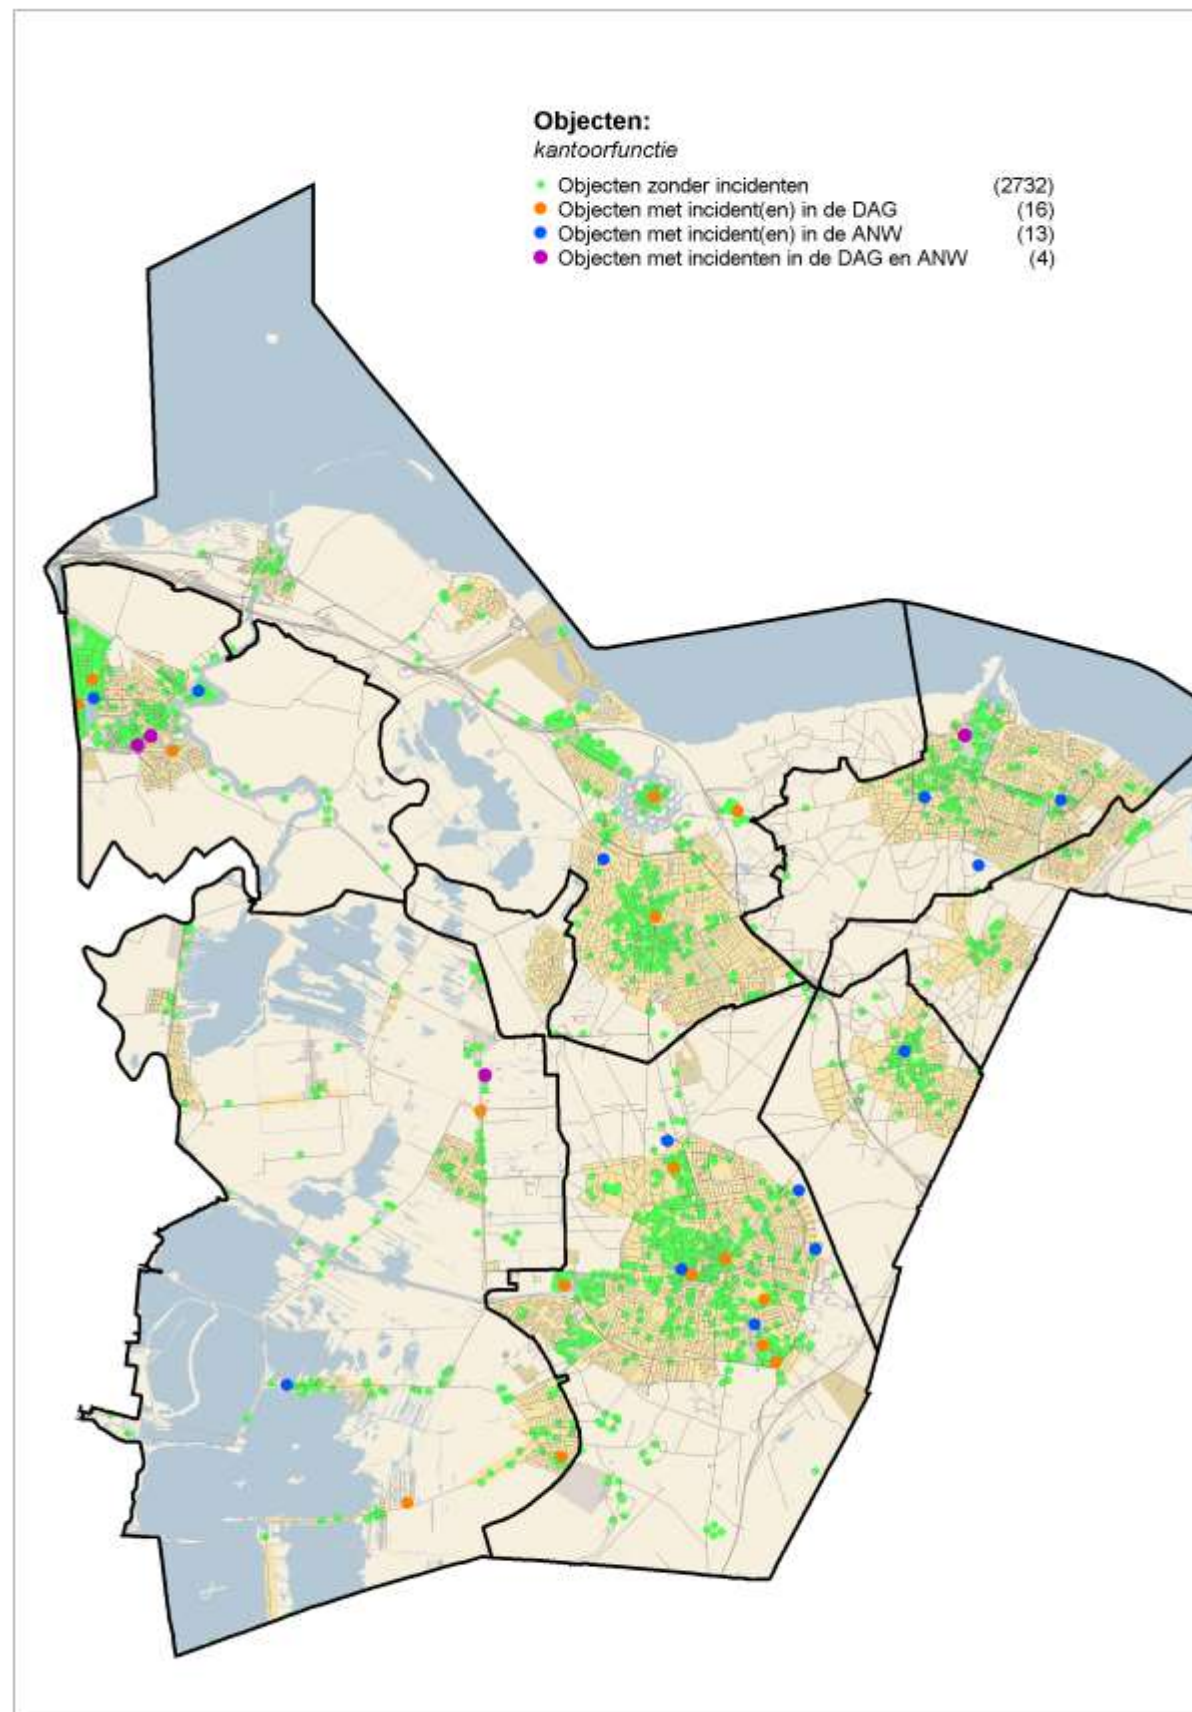 Objecten:
kantoorfunctie
Objecten zonder incidenten (2732)
Objecten met incident(en) in de DAG (16)
Objecten met incident(en) in de ANW (13)
Objecten met incidenten in de DAG en ANW (4)